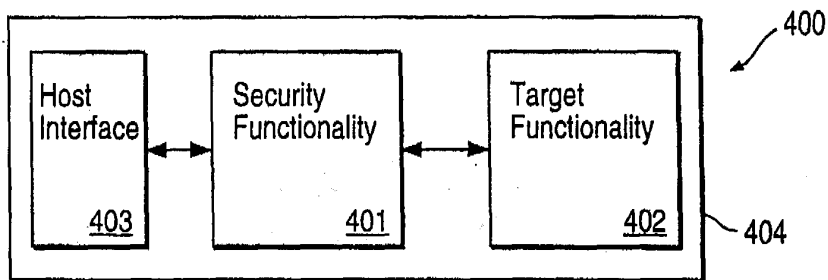 400
Host
Interface
403
Security
Functionality
401
Target
Functionality
402
404